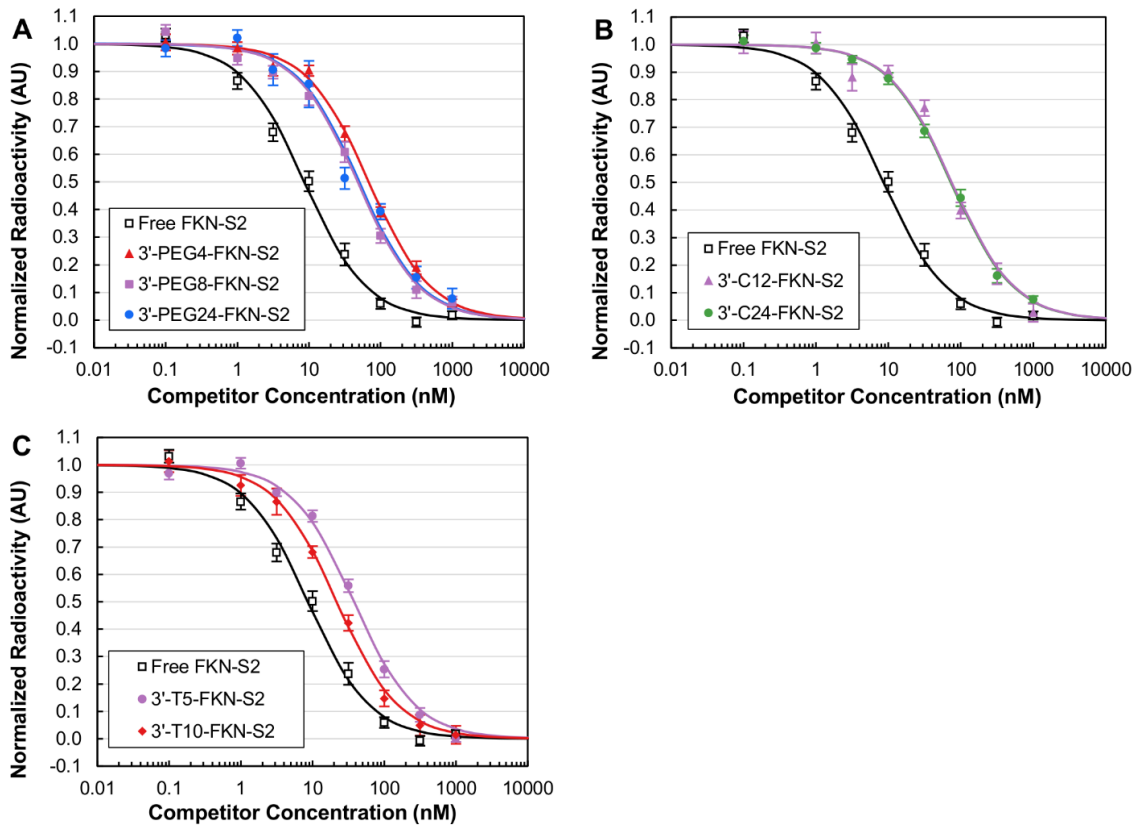 A
Normalized Radioactivity (AU)
1.1
1.0
0.9
0.8
0.7
0.6
0.5
0.4
0.3
0.2
0.1
0.0
-0.1
Free FKN-S2
3'-PEG4-FKN-S2
3'-PEG8-FKN-S2
3'-PEG24-FKN-S2
0.01 0.1 1 10 100 1000 10000
Competitor Concentration (nM)
B
Normalized Radioactivity (AU)
1.1
1.0
0.9
0.8
0.7
0.6
0.5
0.4
0.3
0.2
0.1
0.0
-0.1
Free FKN-S2
3'-C12-FKN-S2
3'-C24-FKN-S2
0.01 0.1 1 10 100 1000 10000
Competitor Concentration (nM)
C
Normalized Radioactivity (AU)
1.1
1.0
0.9
0.8
0.7
0.6
0.5
0.4
0.3
0.2
0.1
0.0
-0.1
Free FKN-S2
3'-T5-FKN-S2
3'-T10-FKN-S2
0.01 0.1 1 10 100 1000 10000
Competitor Concentration (nM)